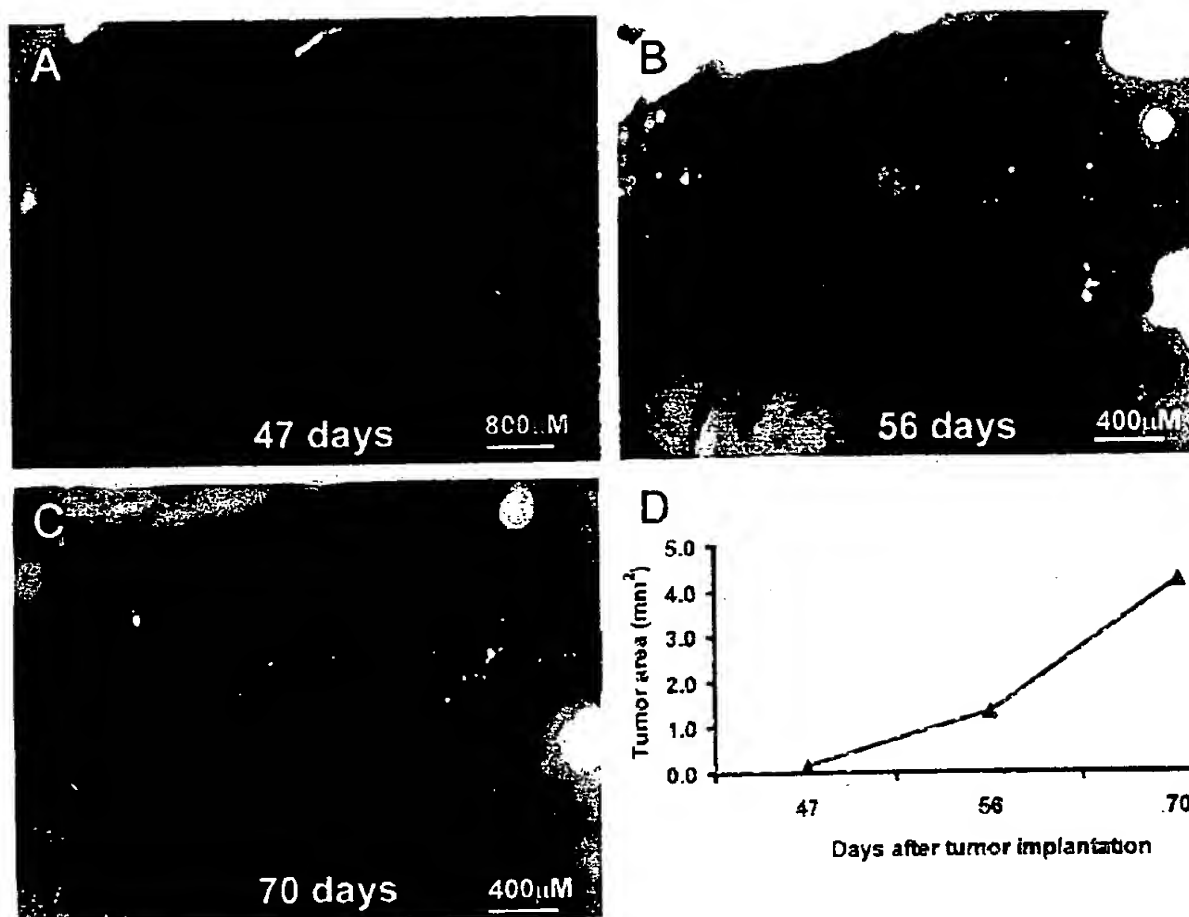 A
47 days
B
56 days
400µM
C
70 days
400µM
D
Tumor area (mm²)
5.0
4.0
3.0
2.0
1.0
0.0
47
56
70
Days after tumor implantation